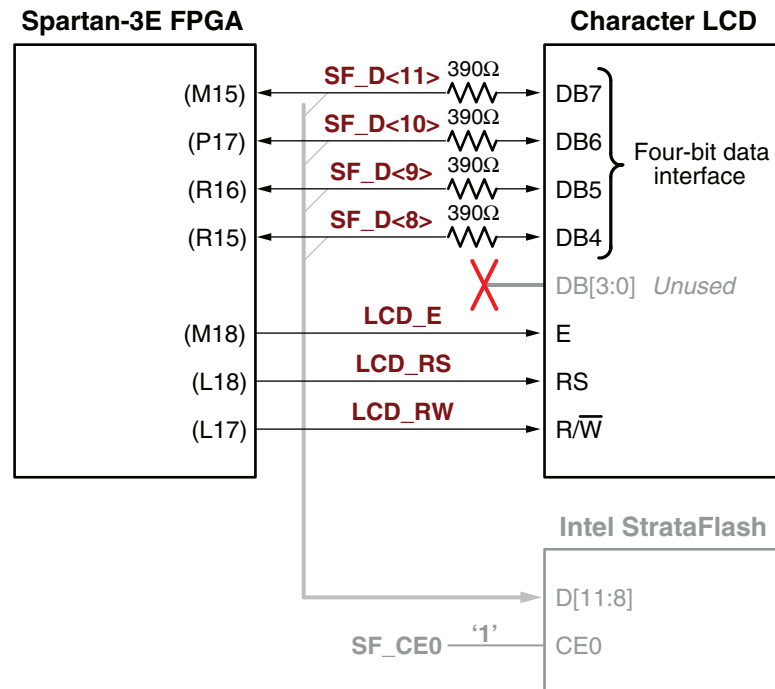 Spartan-3E FPGA
Character LCD
(M15) SF_D<11> 390Ω DB7
(P17) SF_D<10> 390Ω DB6
(R16) SF_D<9> 390Ω DB5
(R15) SF_D<8> 390Ω DB4
Four-bit data
interface
DB[3:0] Unused
(M18) LCD_E E
(L18) LCD_RS RS
(L17) LCD_RW R/W̅
Intel StrataFlash
D[11:8]
SF_CE0 ‘1’ CE0